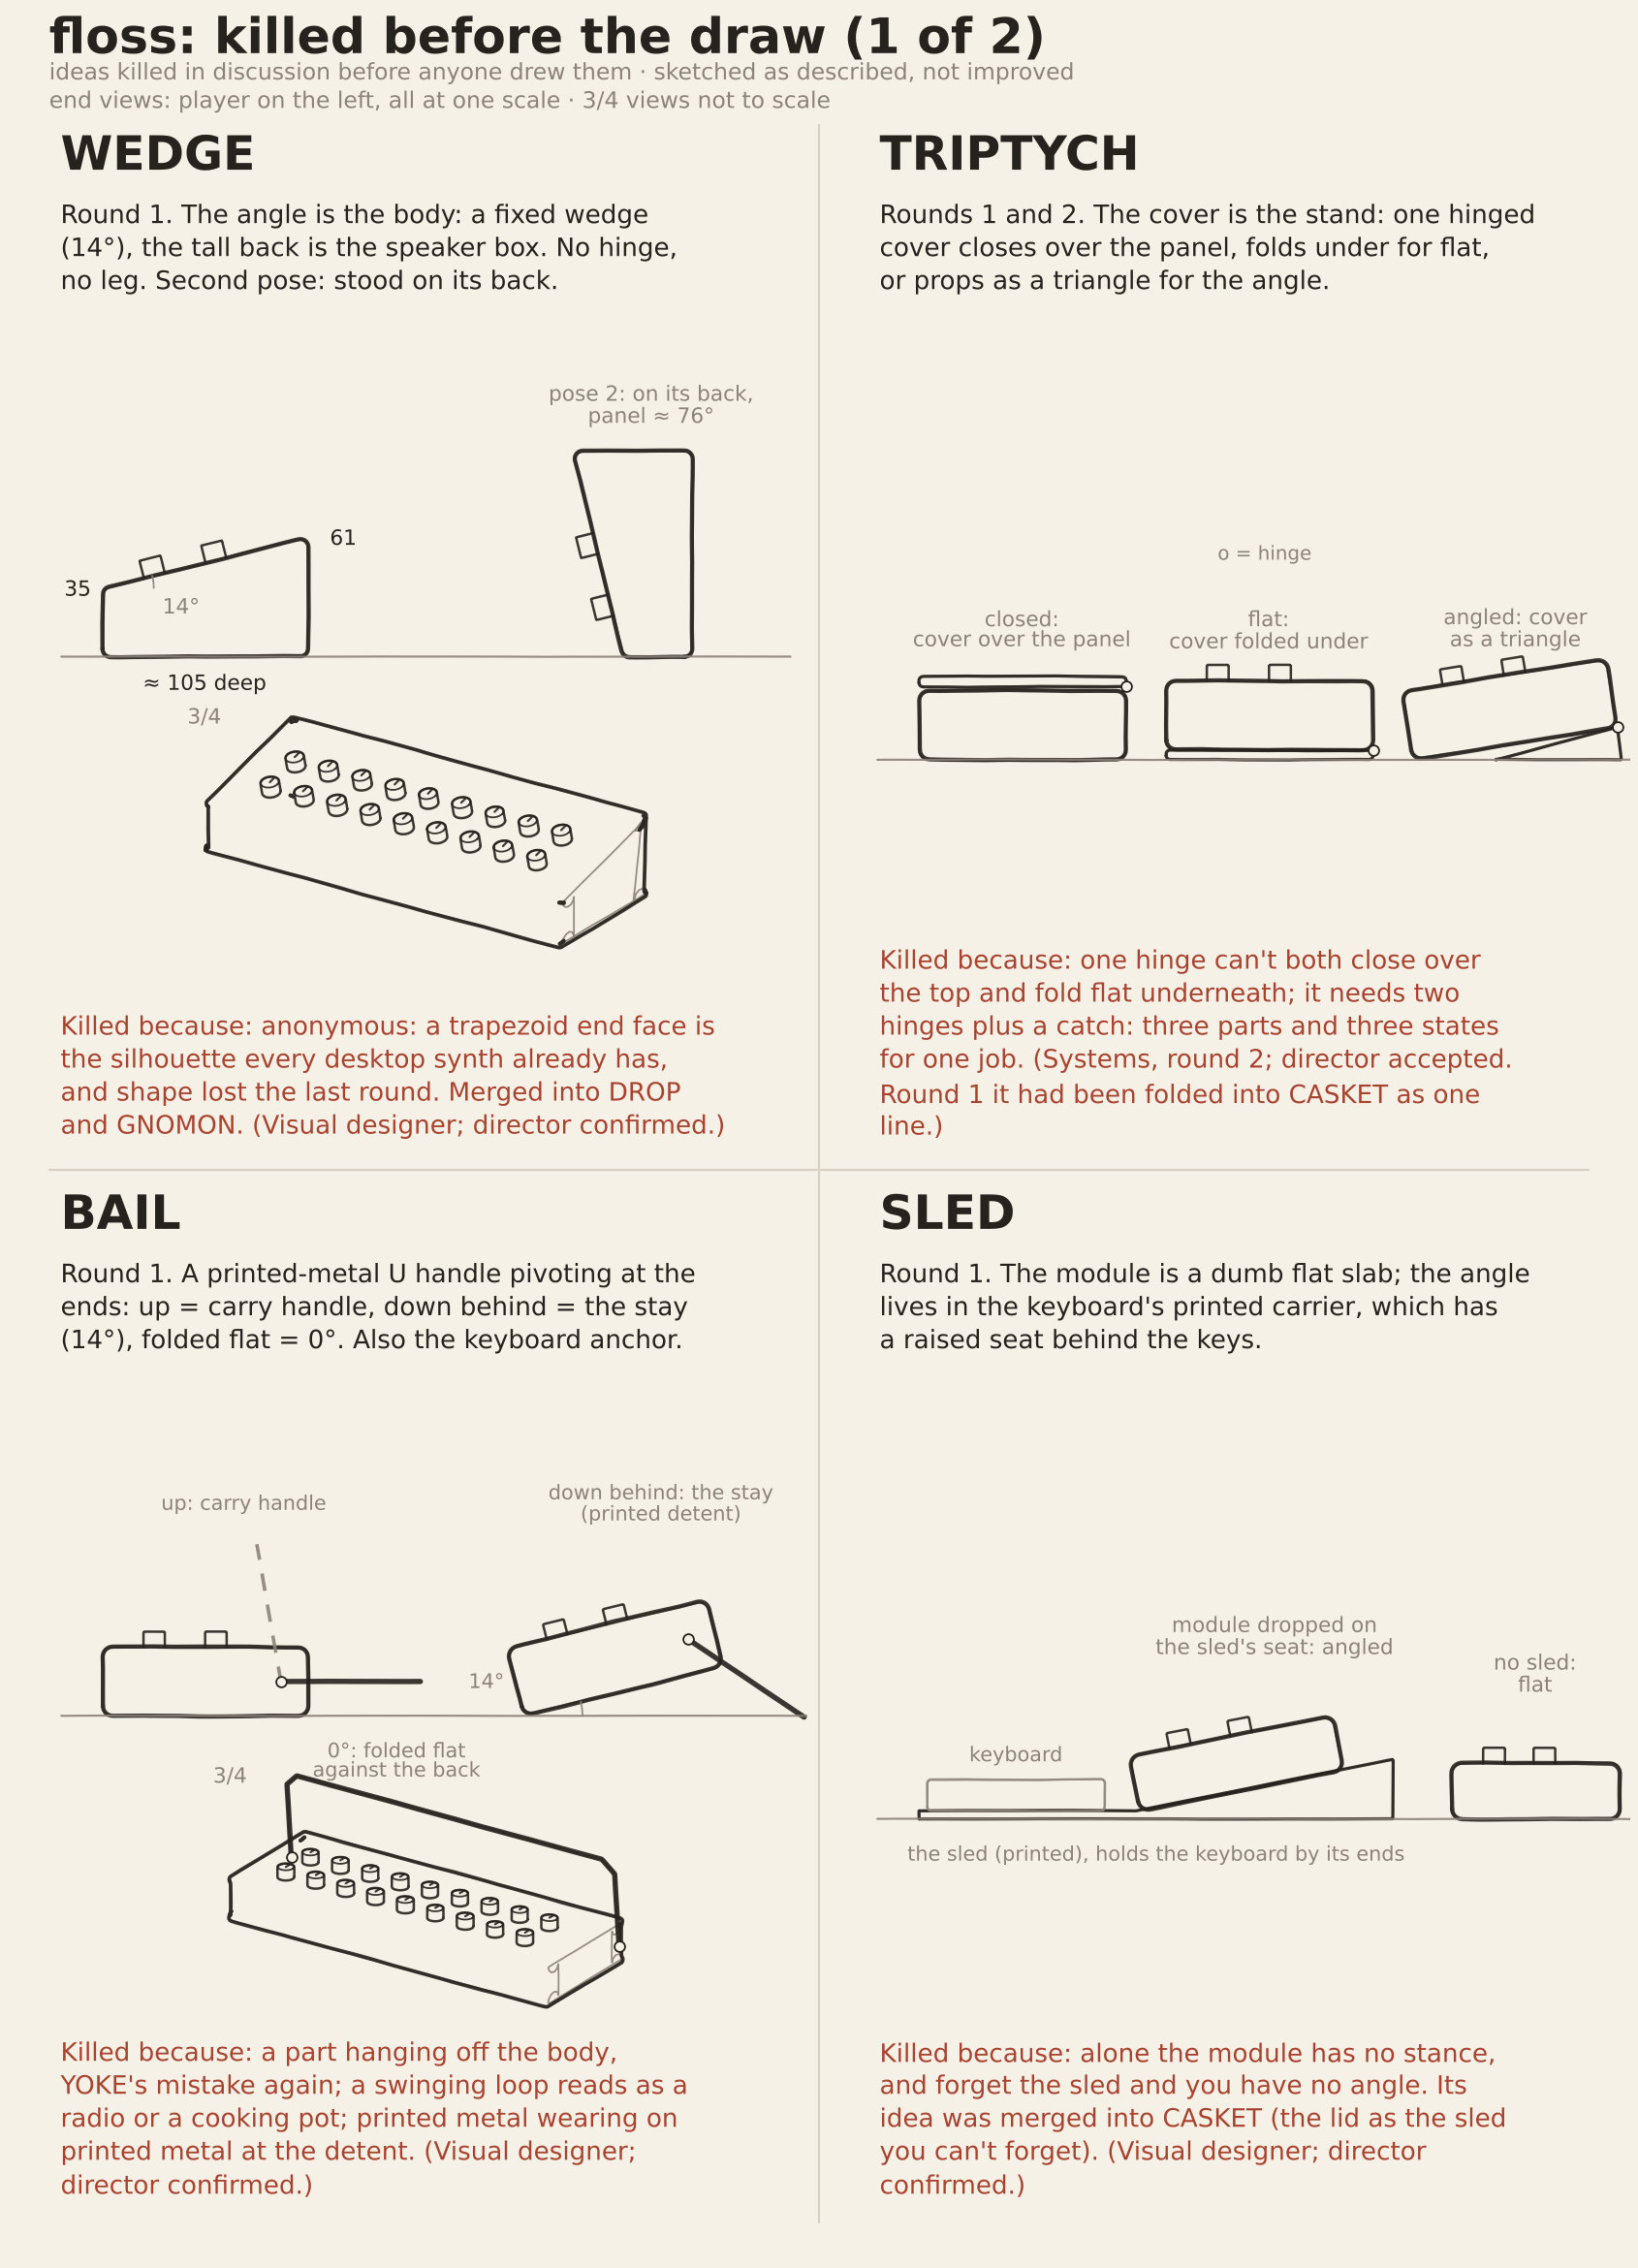 floss: killed before the draw (1 of 2)
ideas killed in discussion before anyone drew them · sketched as described, not improved
end views: player on the left, all at one scale · 3/4 views not to scale
WEDGE
Round 1. The angle is the body: a fixed wedge
(14°), the tall back is the speaker box. No hinge,
no leg. Second pose: stood on its back.
pose 2: on its back,
panel ≈ 76°
61
35
14°
≈ 105 deep
3/4
Killed because: anonymous: a trapezoid end face is
the silhouette every desktop synth already has,
and shape lost the last round. Merged into DROP
and GNOMON. (Visual designer; director confirmed.)
TRIPTYCH
Rounds 1 and 2. The cover is the stand: one hinged
cover closes over the panel, folds under for flat,
or props as a triangle for the angle.
o = hinge
closed:
cover over the panel
flat:
cover folded under
angled: cover
as a triangle
Killed because: one hinge can't both close over
the top and fold flat underneath; it needs two
hinges plus a catch: three parts and three states
for one job. (Systems, round 2; director accepted.
Round 1 it had been folded into CASKET as one
line.)
BAIL
Round 1. A printed-metal U handle pivoting at the
ends: up = carry handle, down behind = the stay
(14°), folded flat = 0°. Also the keyboard anchor.
up: carry handle
down behind: the stay
(printed detent)
14°
0°: folded flat
against the back
3/4
Killed because: a part hanging off the body,
YOKE's mistake again; a swinging loop reads as a
radio or a cooking pot; printed metal wearing on
printed metal at the detent. (Visual designer;
director confirmed.)
SLED
Round 1. The module is a dumb flat slab; the angle
lives in the keyboard's printed carrier, which has
a raised seat behind the keys.
module dropped on
the sled's seat: angled
no sled:
flat
keyboard
the sled (printed), holds the keyboard by its ends
Killed because: alone the module has no stance,
and forget the sled and you have no angle. Its
idea was merged into CASKET (the lid as the sled
you can't forget). (Visual designer; director
confirmed.)